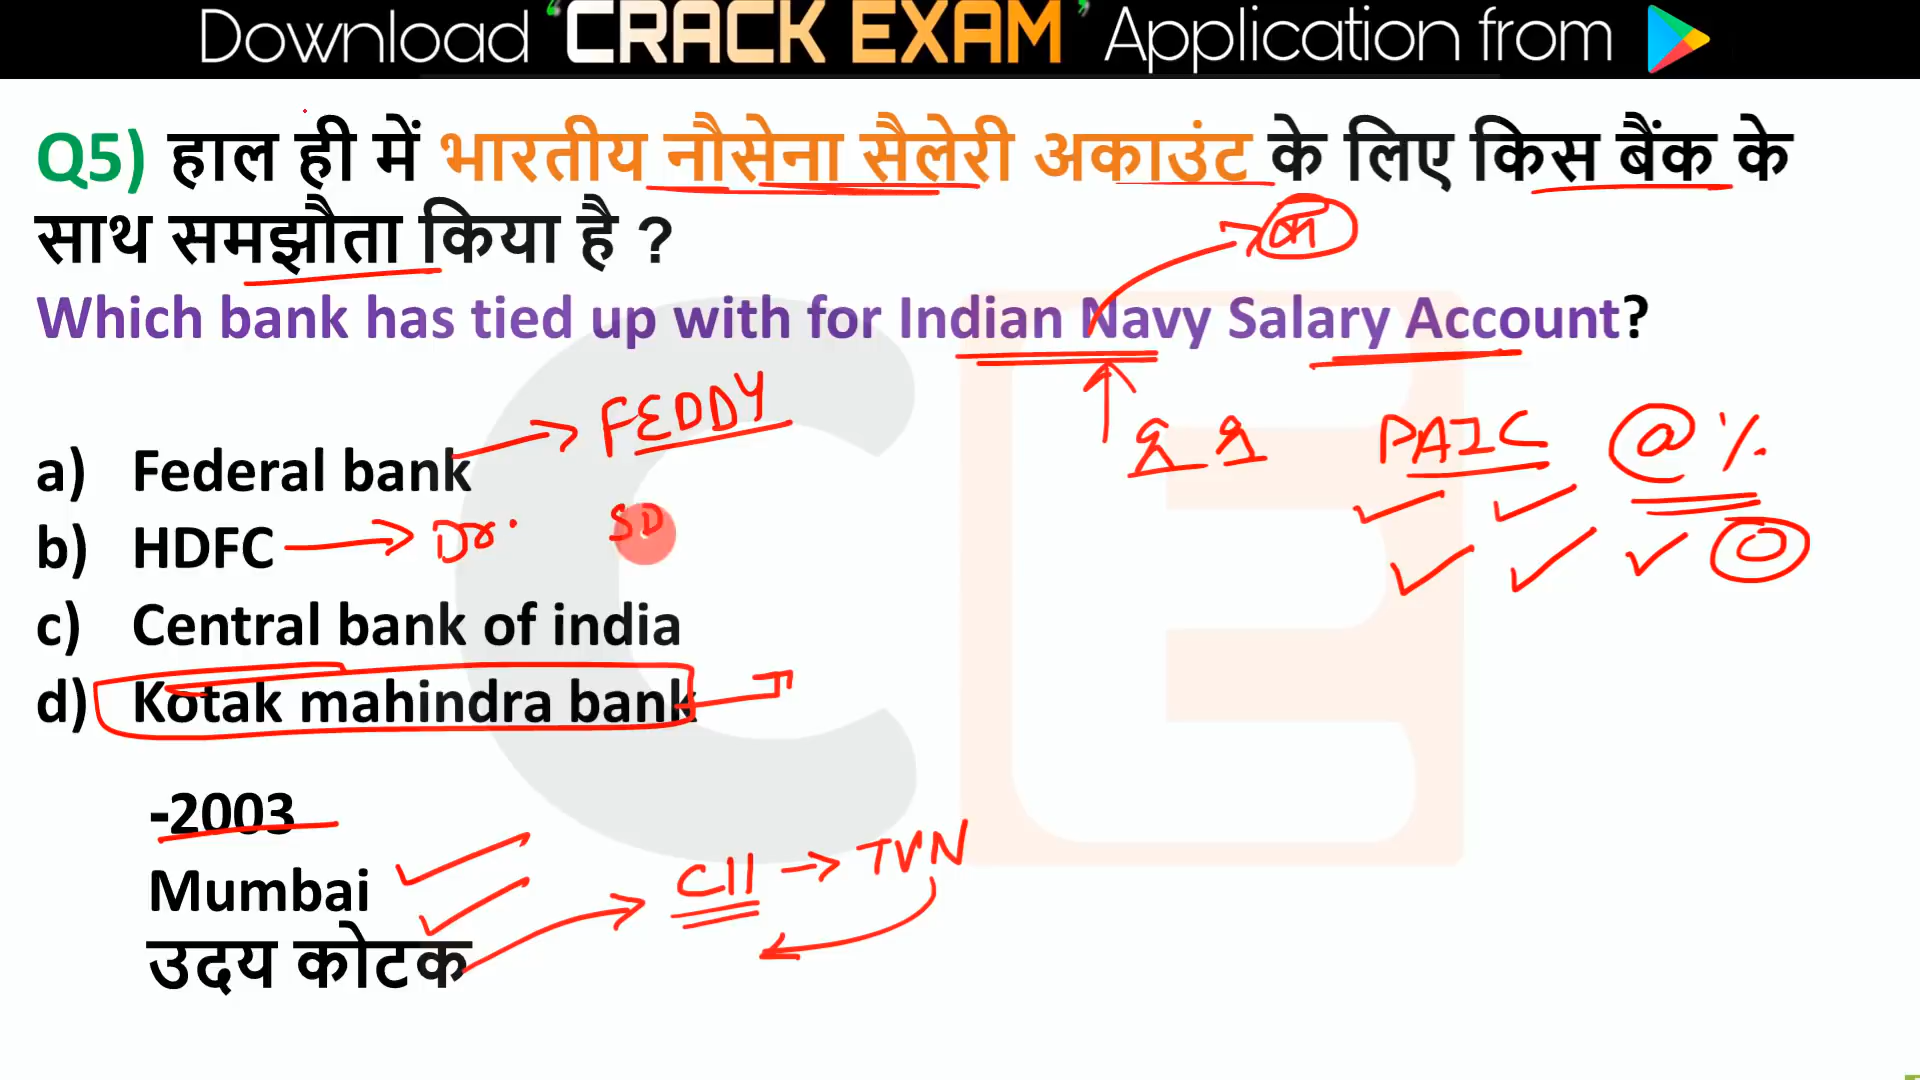 Download 'CRACK EXAM' Application from
Q5) हाल ही में भारतीय नौसेना सैलेरी अकाउंट के लिए किस बैंक के
साथ समझौता किया है ?
Which bank has tied up with for Indian Navy Salary Account?
a) Federal bank
FEDDY
PAIC @ %
b) HDFC
Dr. SD
c) Central bank of india
d) Kotak mahindra bank
-2003
Mumbai
CII → TVN
उदय कोटक